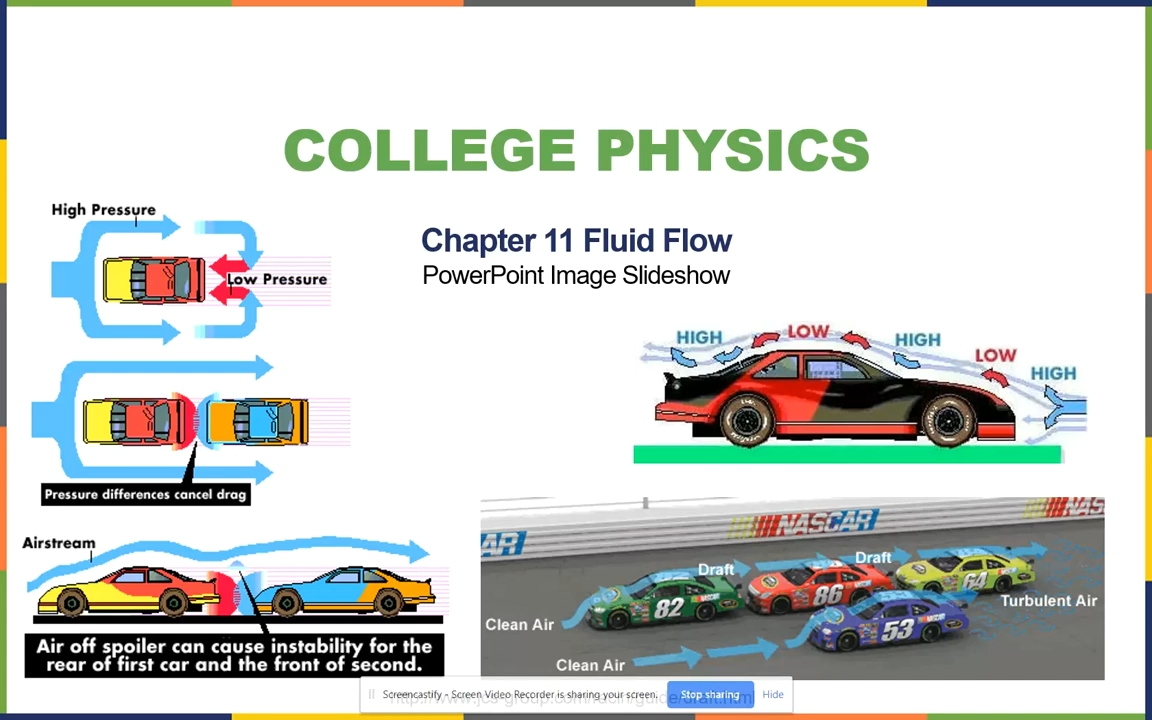 COLLEGE PHYSICS
Chapter 11 Fluid Flow
PowerPoint Image Slideshow
High Pressure
Low Pressure
Pressure differences cancel drag
Airstream
Air off spoiler can cause instability for the
rear of first car and the front of second.
HIGH
LOW
HIGH
LOW
HIGH
NASCAR
NAS
AR
Draft
Draft
82
86
64
53
Clean Air
Clean Air
Turbulent Air
Screencastify - Screen Video Recorder is sharing your screen.
Stop sharing
Hide